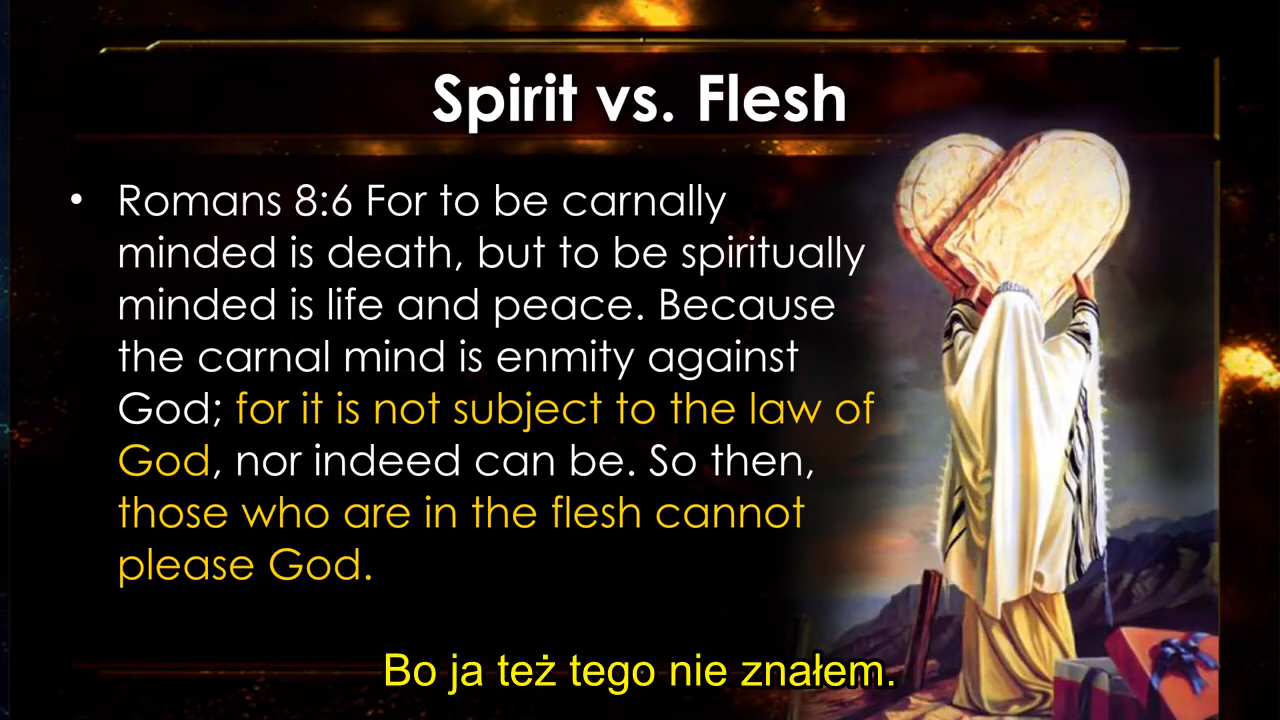 Spirit vs. Flesh
• Romans 8:6 For to be carnally
minded is death, but to be spiritually
minded is life and peace. Because
the carnal mind is enmity against
God; for it is not subject to the law of
God, nor indeed can be. So then,
those who are in the flesh cannot
please God.
Bo ja też tego nie znałem.